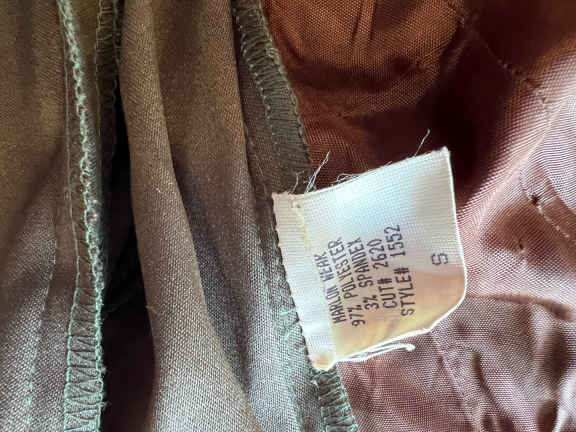 MARLON WEAR
97% POLYESTER
3% SPANDEX
CUT# 2620
STYLE# 1552
S